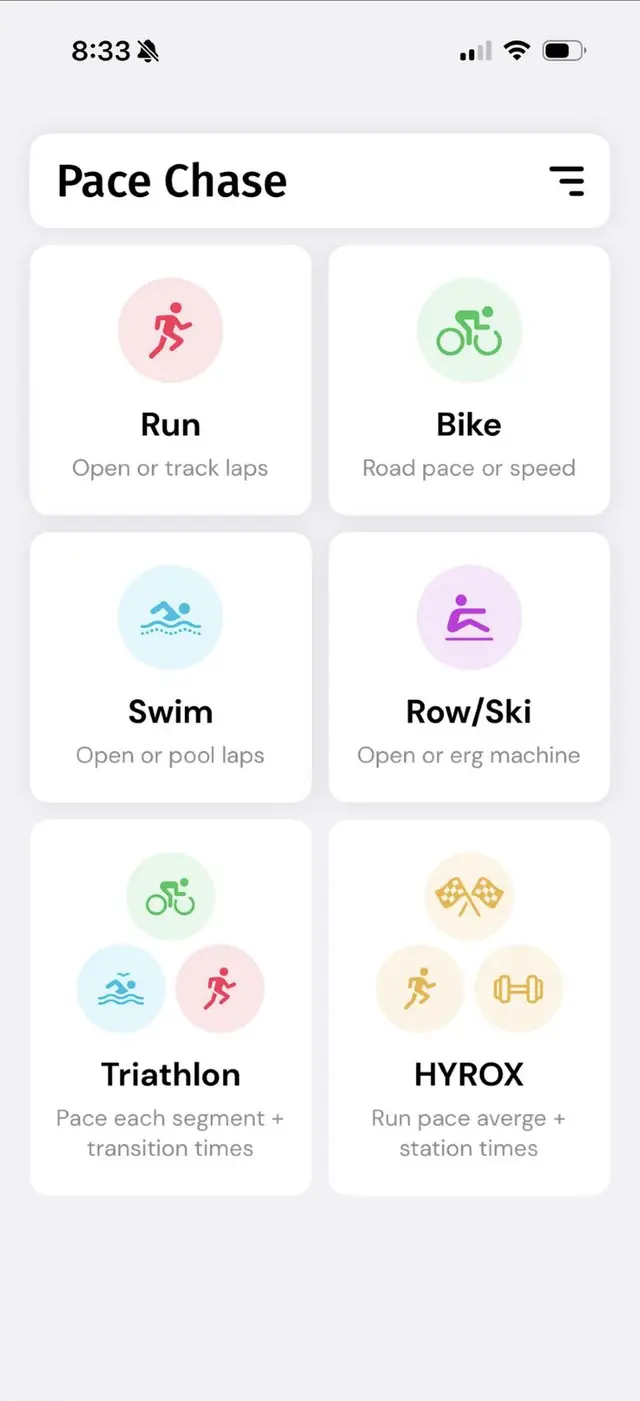 8:33
Pace Chase
Run
Open or track laps
Bike
Road pace or speed
Swim
Open or pool laps
Row/Ski
Open or erg machine
Triathlon
Pace each segment +
transition times
HYROX
Run pace averge +
station times